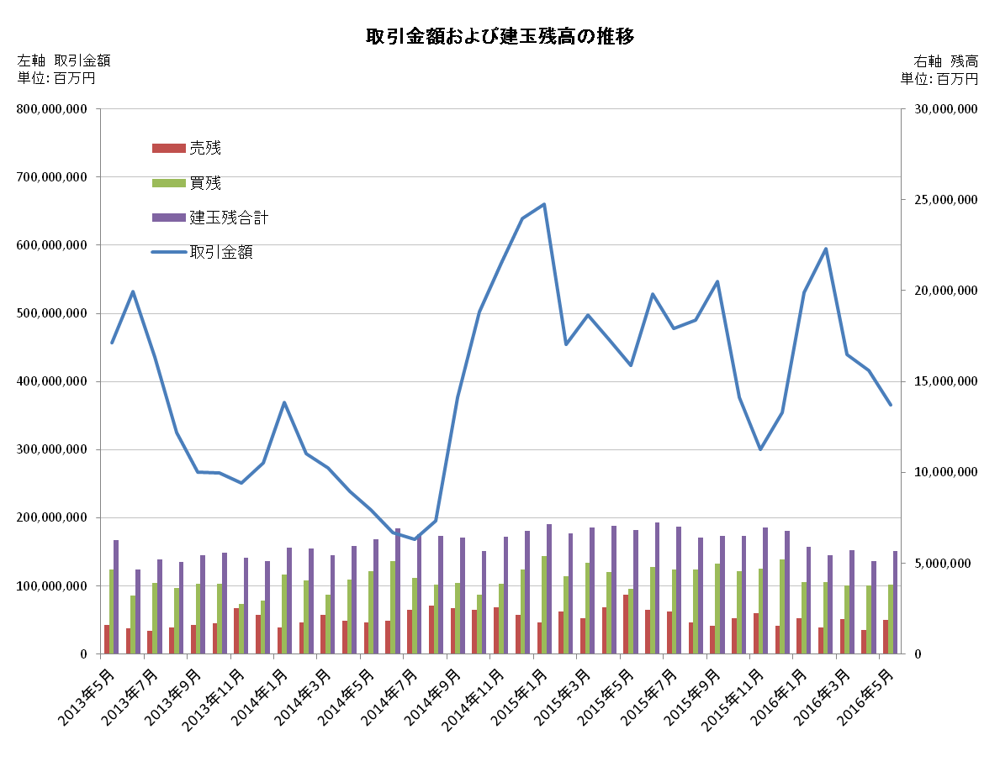 取引金額および建玉残高の推移
左軸 取引金額
単位:百万円
右軸 残高
単位:百万円
800,000,000
700,000,000
600,000,000
500,000,000
400,000,000
300,000,000
200,000,000
100,000,000
0
売残
買残
建玉残合計
取引金額
30,000,000
25,000,000
20,000,000
15,000,000
10,000,000
5,000,000
0
2013年5月
2013年7月
2013年9月
2013年11月
2014年1月
2014年3月
2014年5月
2014年7月
2014年9月
2014年11月
2015年1月
2015年3月
2015年5月
2015年7月
2015年9月
2015年11月
2016年1月
2016年3月
2016年5月